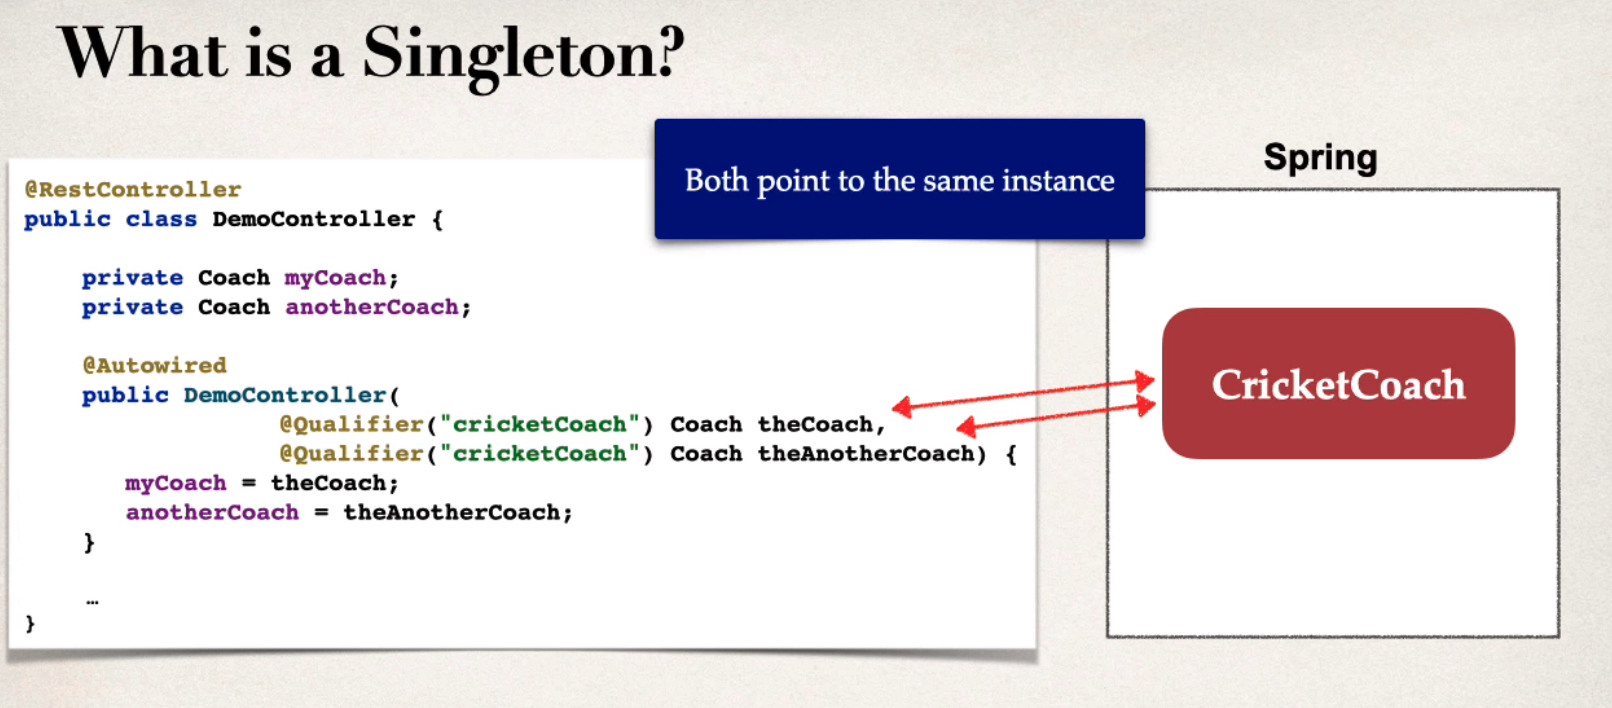 What is a Singleton?
Both point to the same instance
Spring
@RestController
public class DemoController {
private Coach myCoach;
private Coach anotherCoach;
@Autowired
public DemoController(
@Qualifier("cricketCoach") Coach theCoach,
@Qualifier("cricketCoach") Coach theAnotherCoach) {
myCoach = theCoach;
anotherCoach = theAnotherCoach;
}
…
}
CricketCoach